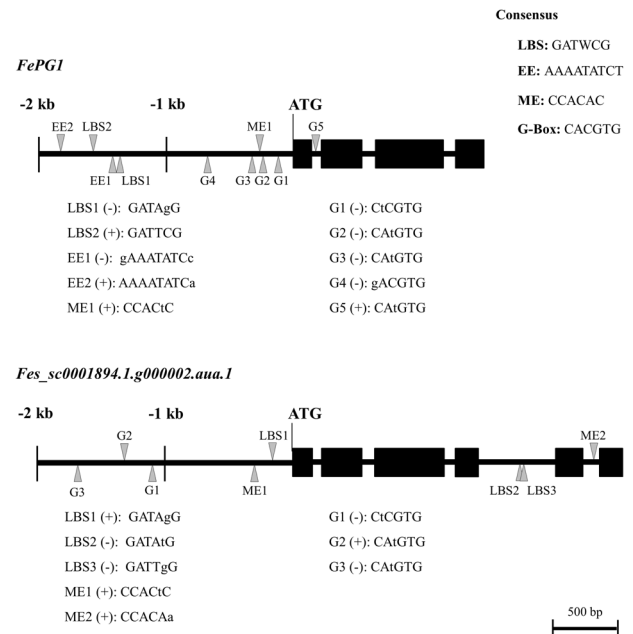 Consensus
LBS: GATWCG
EE: AAAATATCT
ME: CCACAC
G-Box: CACGTG
FePG1
-2 kb -1 kb ATG
EE2 LBS2 ME1 G5
EE1 LBS1 G4 G3 G2 G1
LBS1 (-): GATAgG
LBS2 (+): GATTCG
EE1 (-): gAAATATCc
EE2 (+): AAAATATCa
ME1 (+): CCACtC
G1 (-): CtCGTG
G2 (-): CAtGTG
G3 (-): CAtGTG
G4 (-): gACGTG
G5 (+): CAtGTG
Fes_sc0001894.1.g000002.aua.1
-2 kb -1 kb ATG
G2 LBS1 ME2
G3 G1 ME1 LBS2 LBS3
LBS1 (+): GATAgG
LBS2 (-): GATAtG
LBS3 (-): GATTgG
ME1 (+): CCACtC
ME2 (+): CCACAa
G1 (-): CtCGTG
G2 (+): CAtGTG
G3 (-): CAtGTG
500 bp